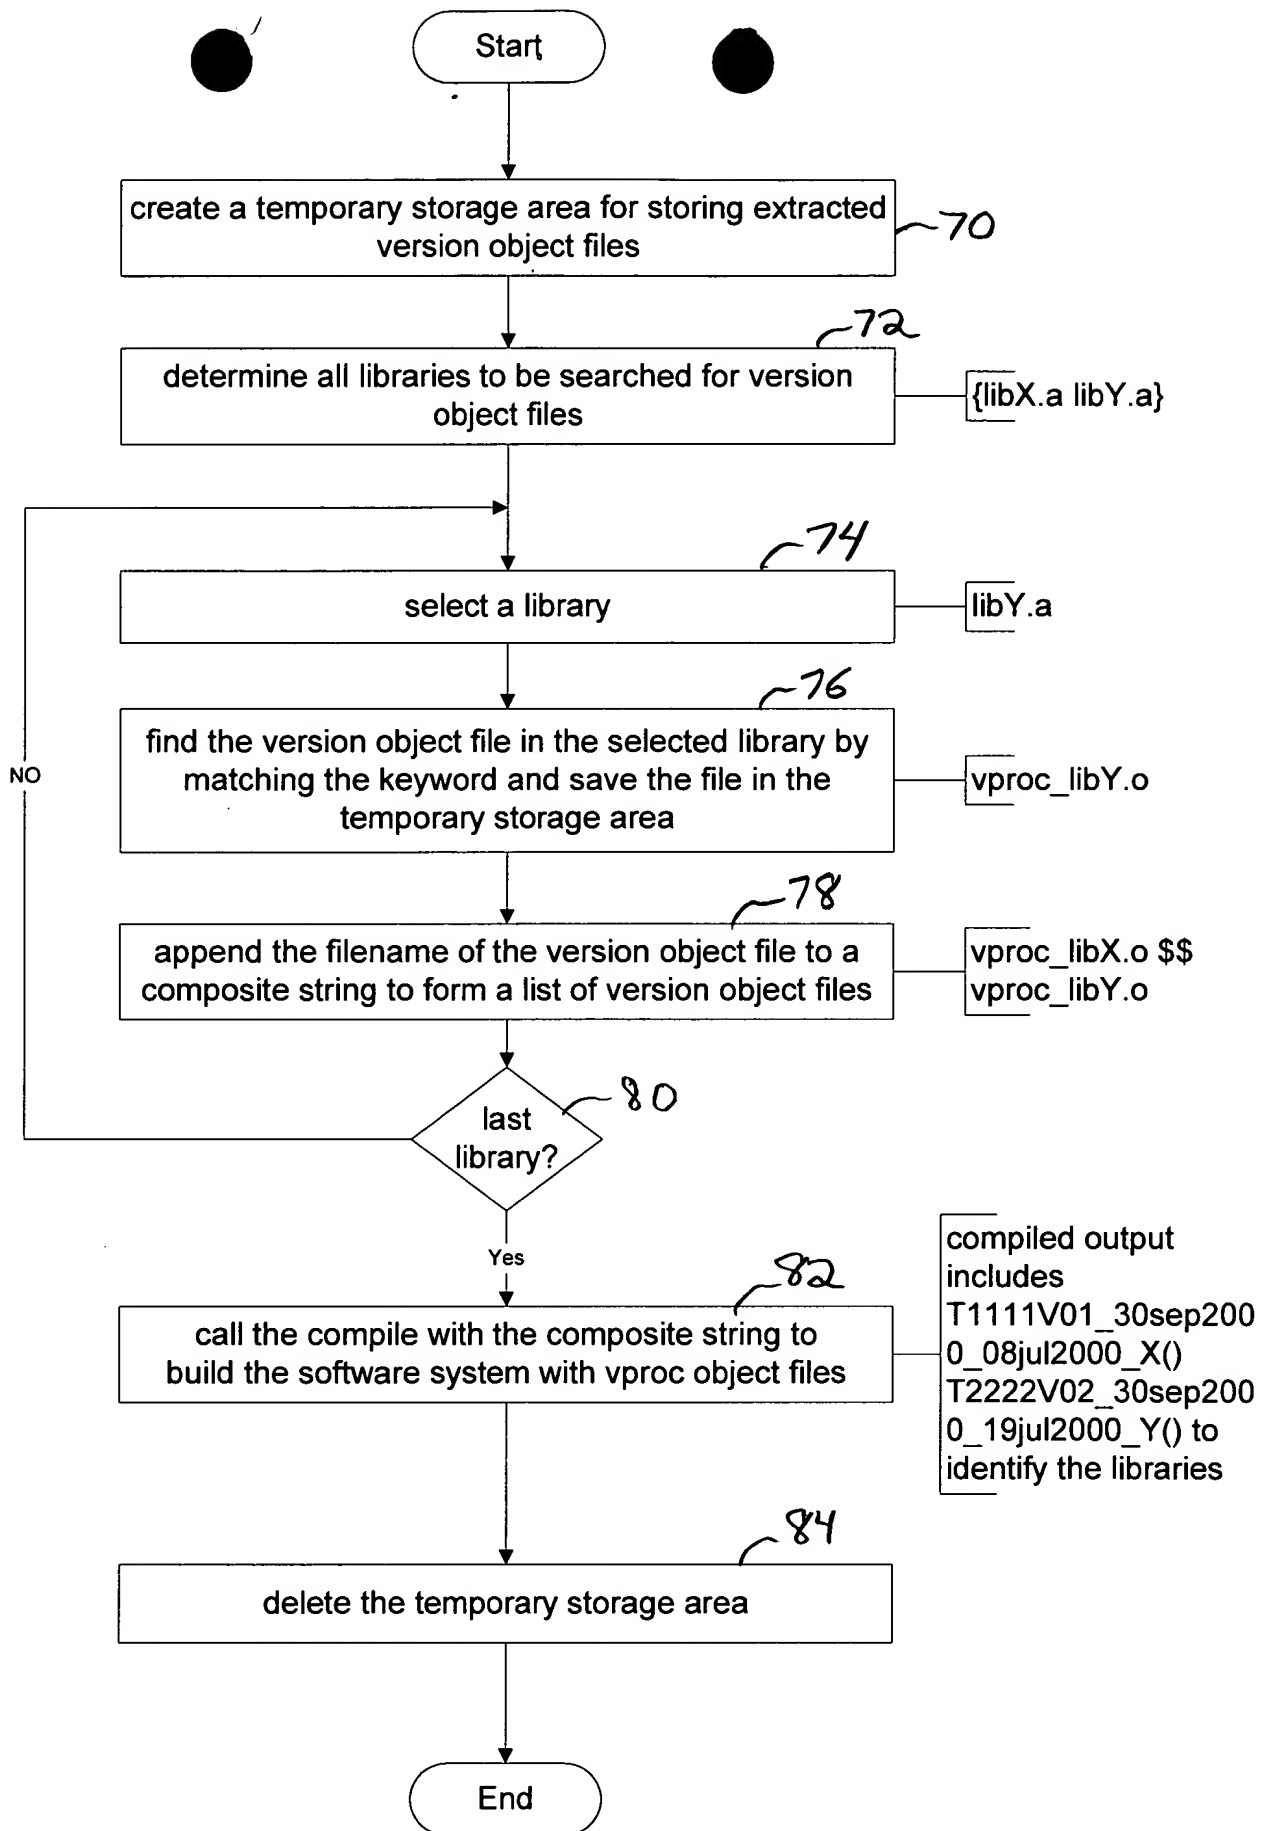 Start
create a temporary storage area for storing extracted
version object files
70
72
determine all libraries to be searched for version
object files
{libX.a libY.a}
74
select a library
libY.a
76
find the version object file in the selected library by
matching the keyword and save the file in the
temporary storage area
vproc_libY.o
NO
78
append the filename of the version object file to a
composite string to form a list of version object files
vproc_libX.o $$
vproc_libY.o
80
last
library?
Yes
82
call the compile with the composite string to
build the software system with vproc object files
compiled output
includes
T1111V01_30sep200
0_08jul2000_X()
T2222V02_30sep200
0_19jul2000_Y() to
identify the libraries
84
delete the temporary storage area
End